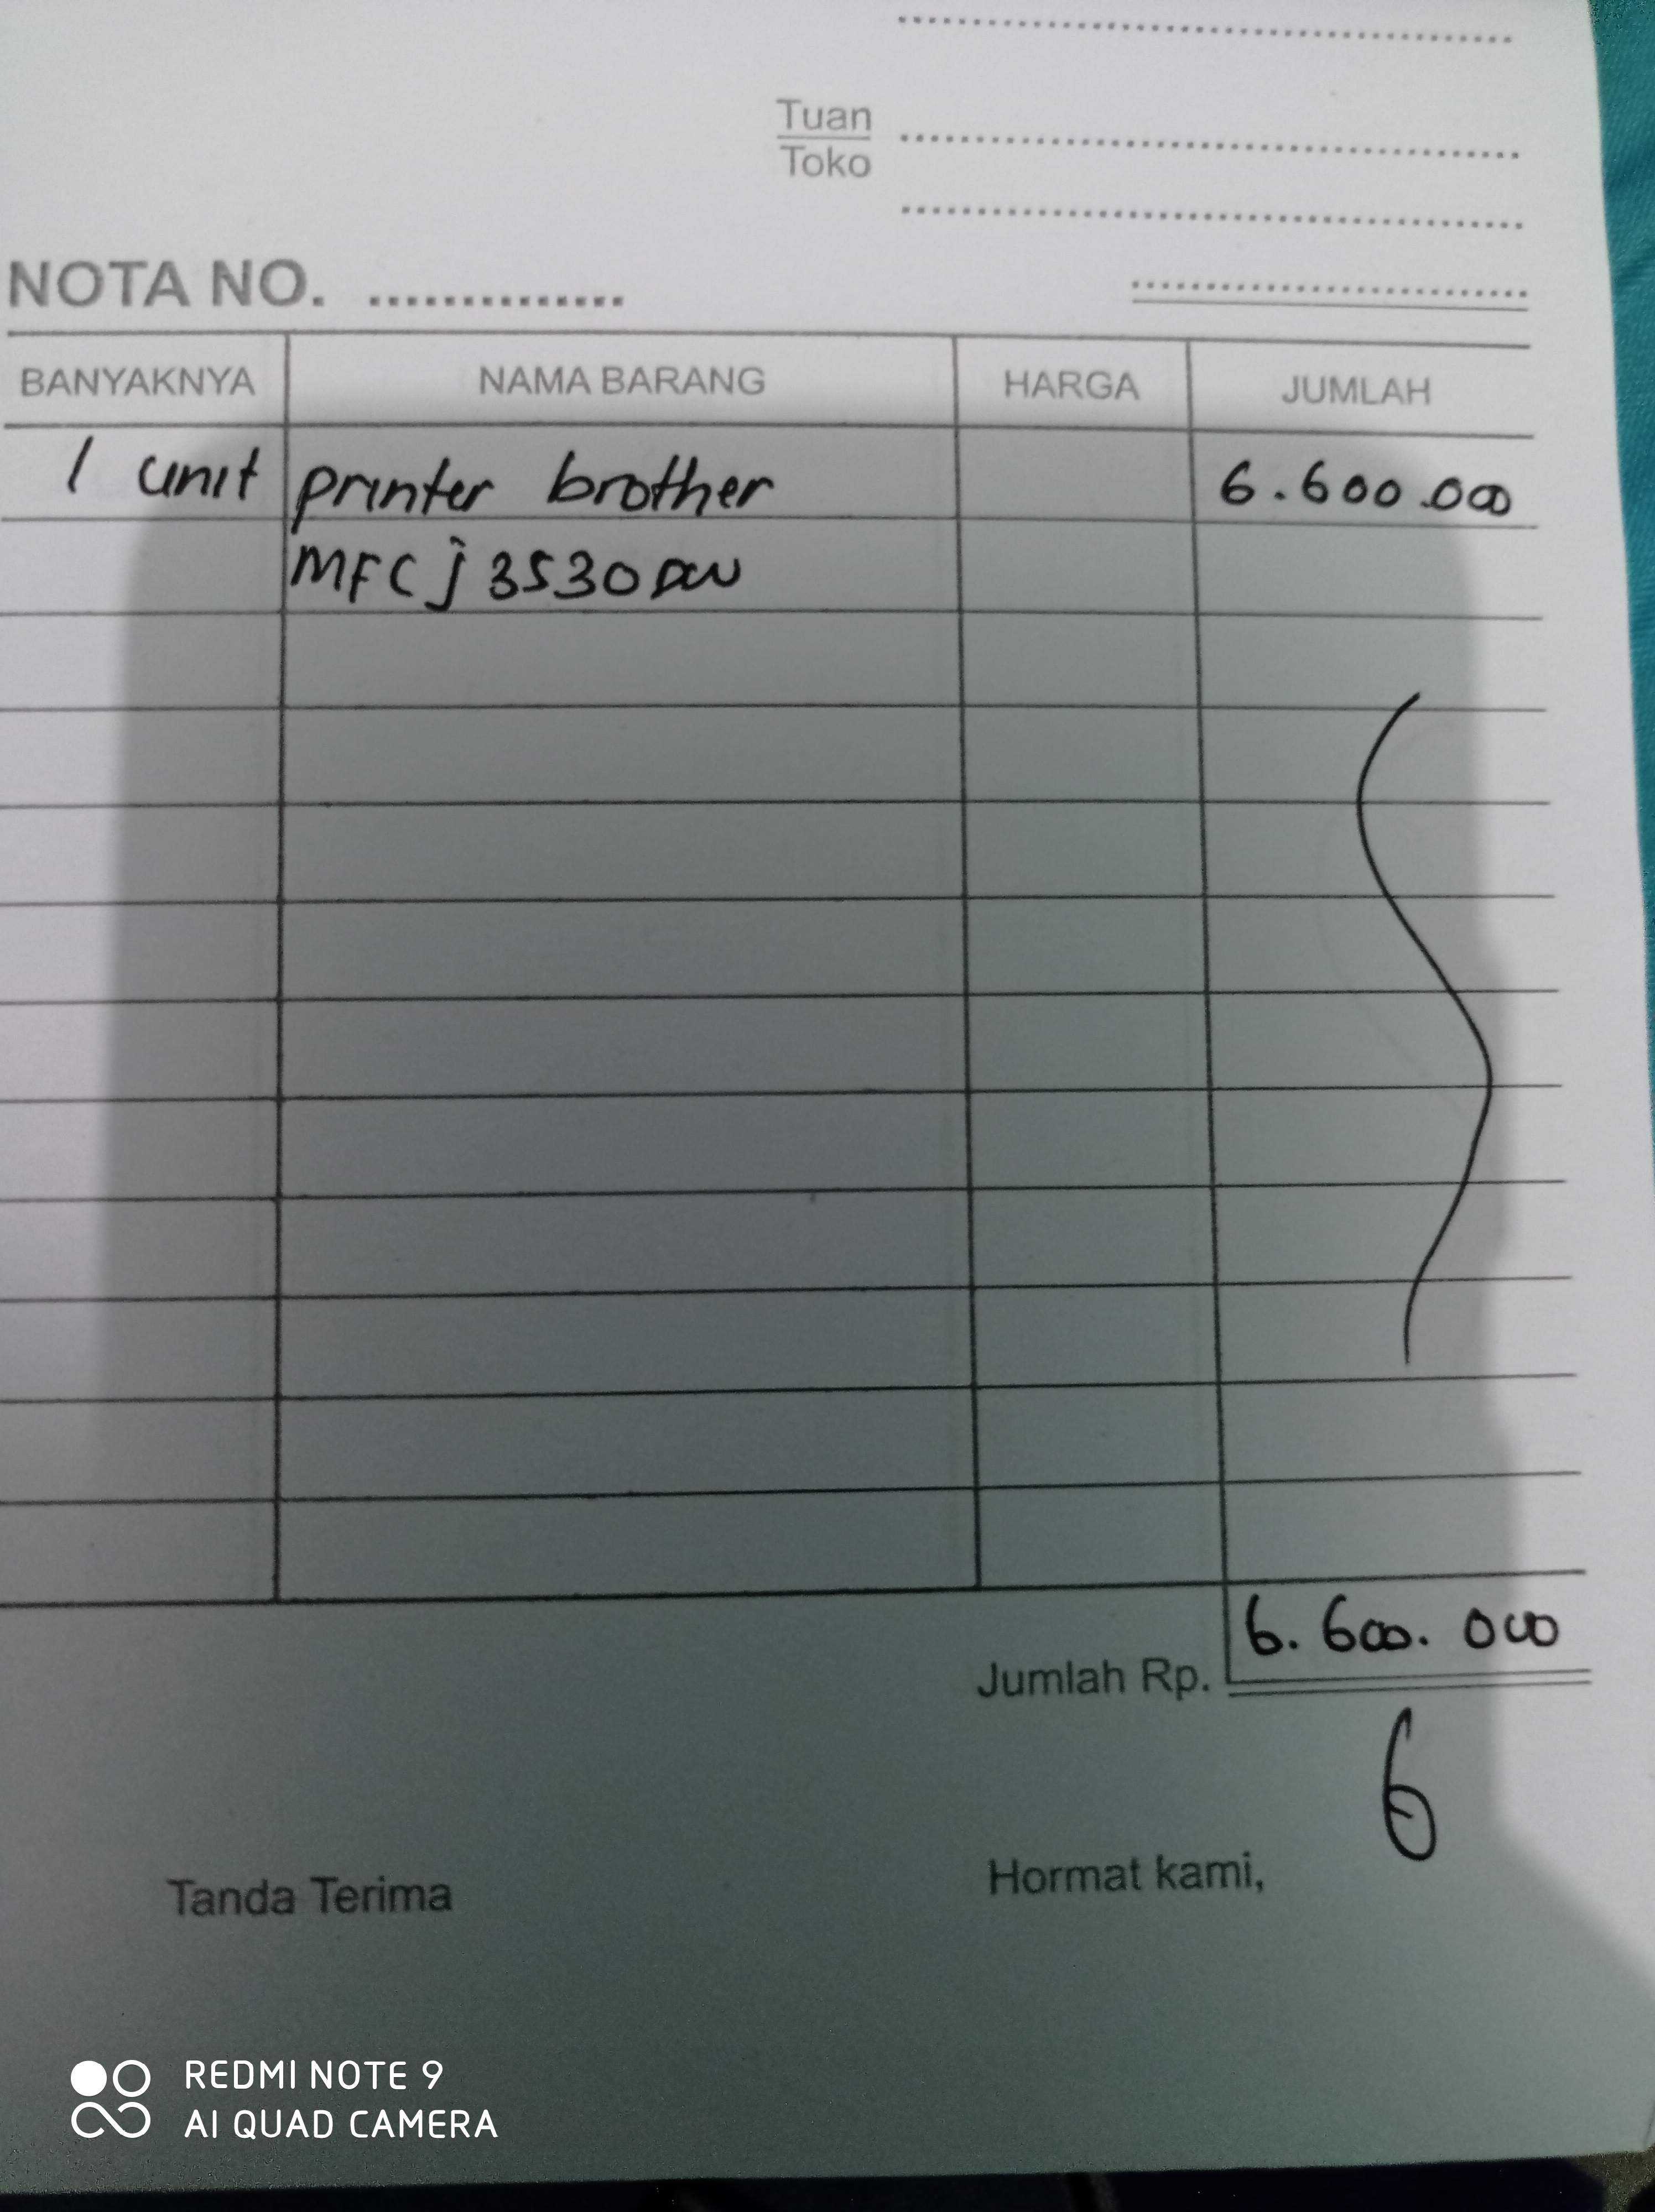 Tuan
Toko
NOTA NO. ...............
BANYAKNYA NAMA BARANG HARGA JUMLAH
1 unit printer brother 6.600.000
MFC j 3530 DW
6.600.000
Jumlah Rp.
Tanda Terima Hormat kami,
REDMI NOTE 9
AI QUAD CAMERA